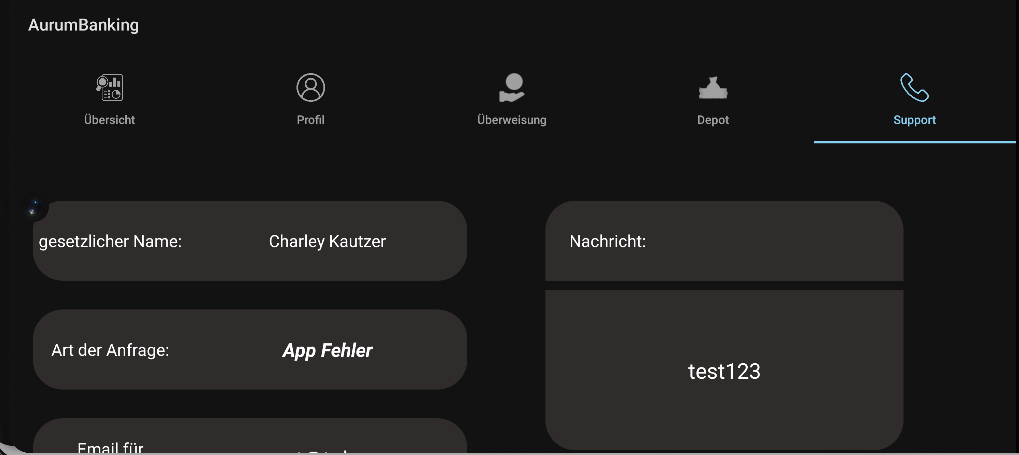 AurumBanking
Übersicht
Profil
Überweisung
Depot
Support
gesetzlicher Name:
Charley Kautzer
Nachricht:
Art der Anfrage:
App Fehler
test123
Email für